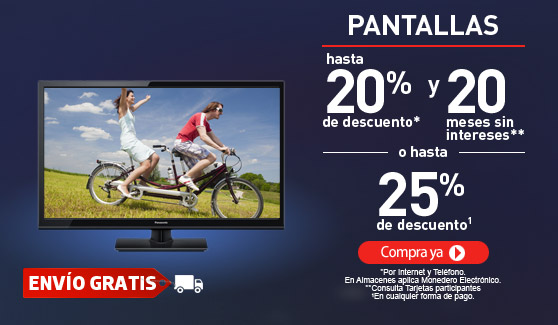 PANTALLAS
hasta
20% y 20
de descuento*
meses sin
intereses**
o hasta
25%
de descuento¹
Compra ya
*Por Internet y Teléfono.
En Almacenes aplica Monedero Electrónico.
**Consulta Tarjetas participantes
¹En cualquier forma de pago.
Panasonic
ENVÍO GRATIS